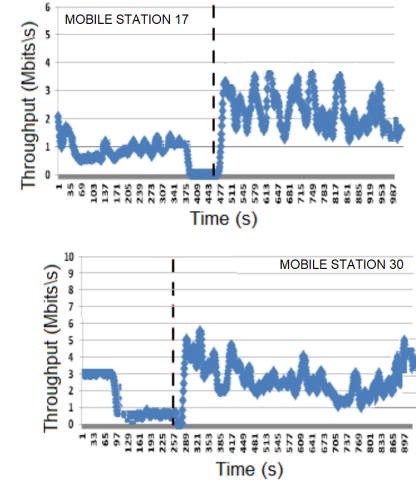 MOBILE STATION 17
Throughput (Mbits\s)
6
5
4
3
2
1
0
1 35 69 103 137 171 205 239 273 307 341 375 409 443 477 511 545 579 613 647 681 715 749 783 817 851 885 919 953 987
Time (s)
MOBILE STATION 30
Throughput (Mbits\s)
10
9
8
7
6
5
4
3
2
1
0
1 33 65 97 129 161 193 225 257 289 321 353 385 417 449 481 513 545 577 609 641 673 705 737 769 801 833 865 897
Time (s)